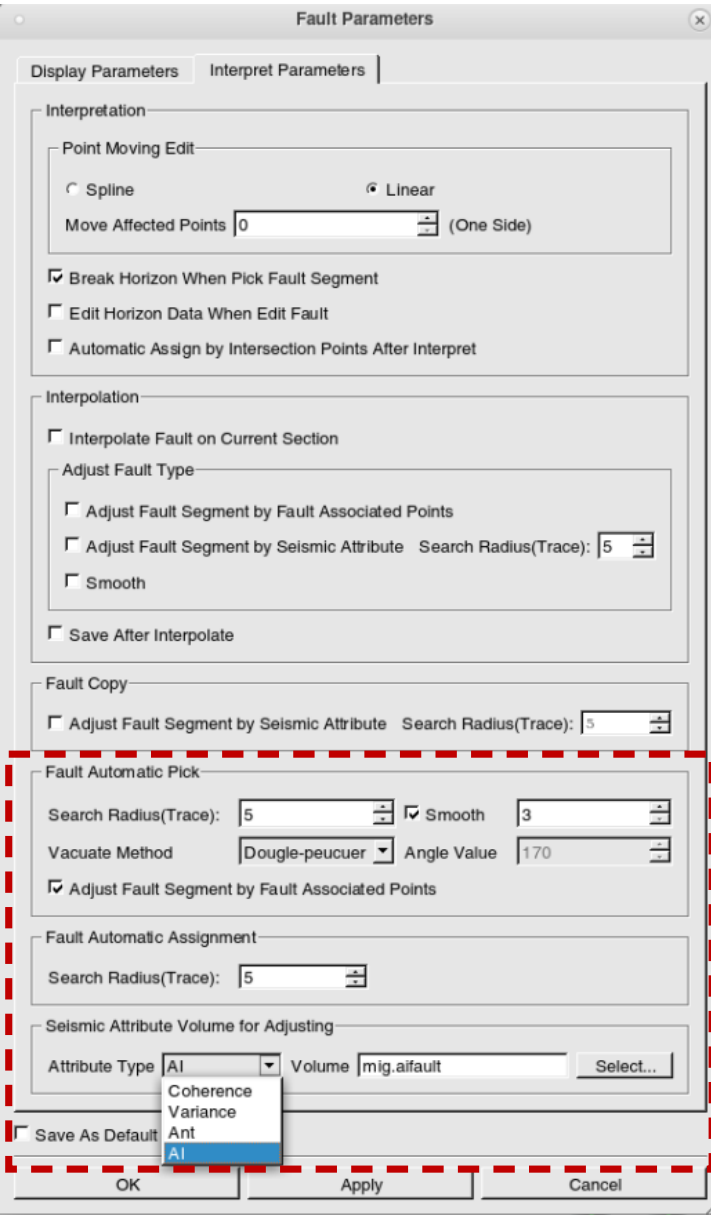 Fault Parameters
Display Parameters Interpret Parameters
Interpretation
Point Moving Edit
Spline Linear
Move Affected Points 0 (One Side)
Break Horizon When Pick Fault Segment
Edit Horizon Data When Edit Fault
Automatic Assign by Intersection Points After Interpret
Interpolation
Interpolate Fault on Current Section
Adjust Fault Type
Adjust Fault Segment by Fault Associated Points
Adjust Fault Segment by Seismic Attribute Search Radius(Trace): 5
Smooth
Save After Interpolate
Fault Copy
Adjust Fault Segment by Seismic Attribute Search Radius(Trace): 5
Fault Automatic Pick
Search Radius(Trace): 5 Smooth 3
Vacuate Method Dougle-peucuer Angle Value 170
Adjust Fault Segment by Fault Associated Points
Fault Automatic Assignment
Search Radius(Trace): 5
Seismic Attribute Volume for Adjusting
Attribute Type AI Volume mig.aifault Select...
Coherence
Variance
Ant
AI
Save As Default
OK Apply Cancel